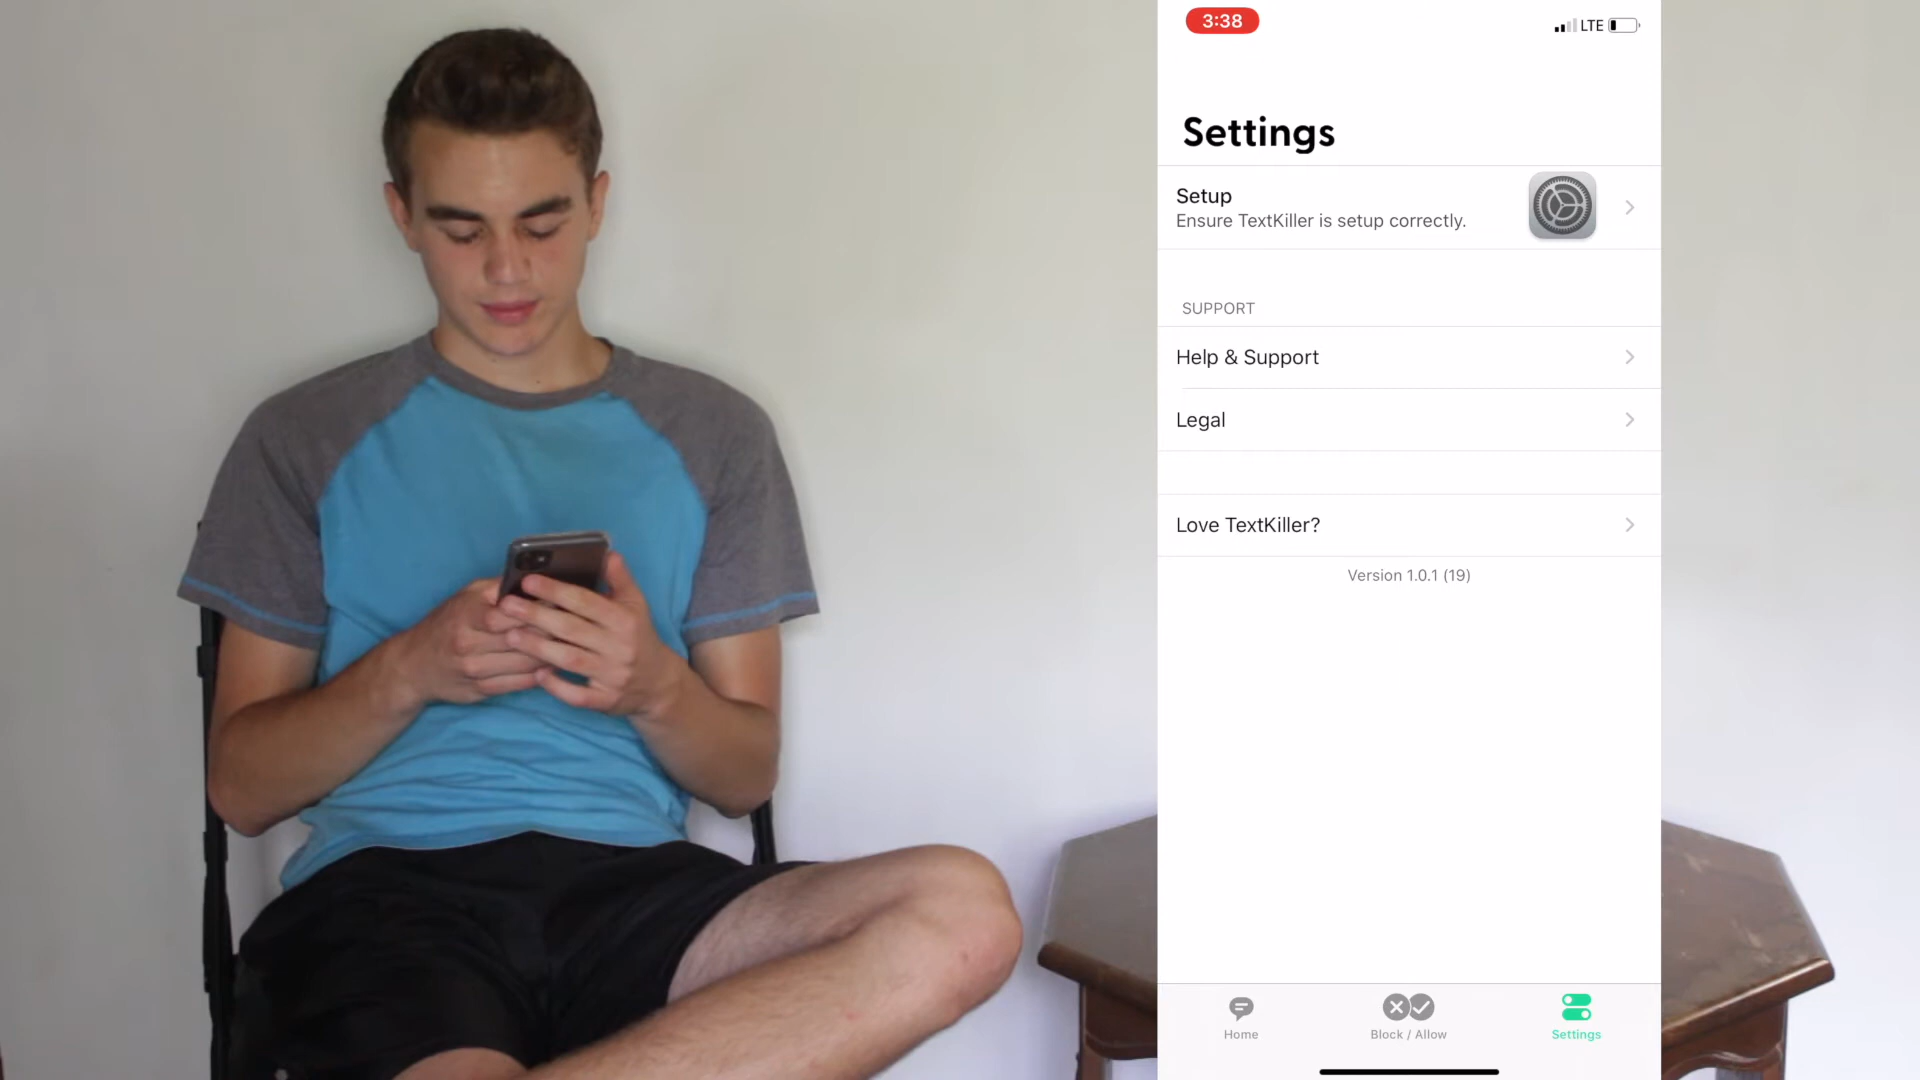 3:38
LTE
Settings
Setup
Ensure TextKiller is setup correctly.
SUPPORT
Help & Support
Legal
Love TextKiller?
Version 1.0.1 (19)
Home
Block / Allow
Settings